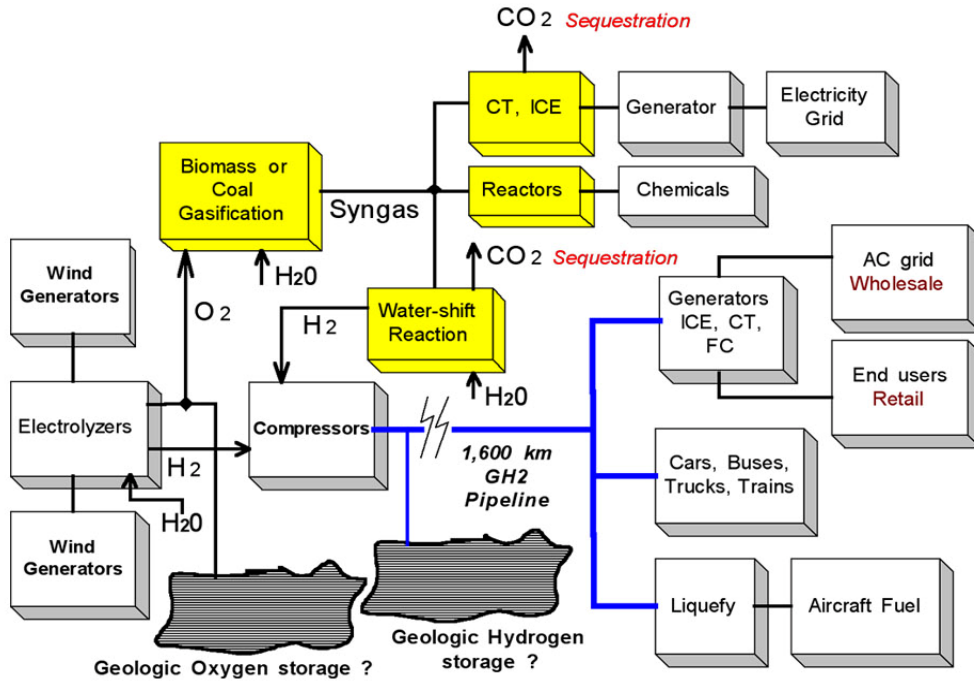 CO2 Sequestration
CT, ICE
Generator
Electricity
Grid
Biomass or
Coal
Gasification
Syngas
Reactors
Chemicals
H20
O2
CO2 Sequestration
Wind
Generators
H2
Water-shift
Reaction
H20
Generators
ICE, CT,
FC
AC grid
Wholesale
End users
Retail
Electrolyzers
H2
H20
Compressors
1,600 km
GH2
Pipeline
Cars, Buses,
Trucks, Trains
Wind
Generators
Liquefy
Aircraft Fuel
Geologic Oxygen storage ?
Geologic Hydrogen
storage ?